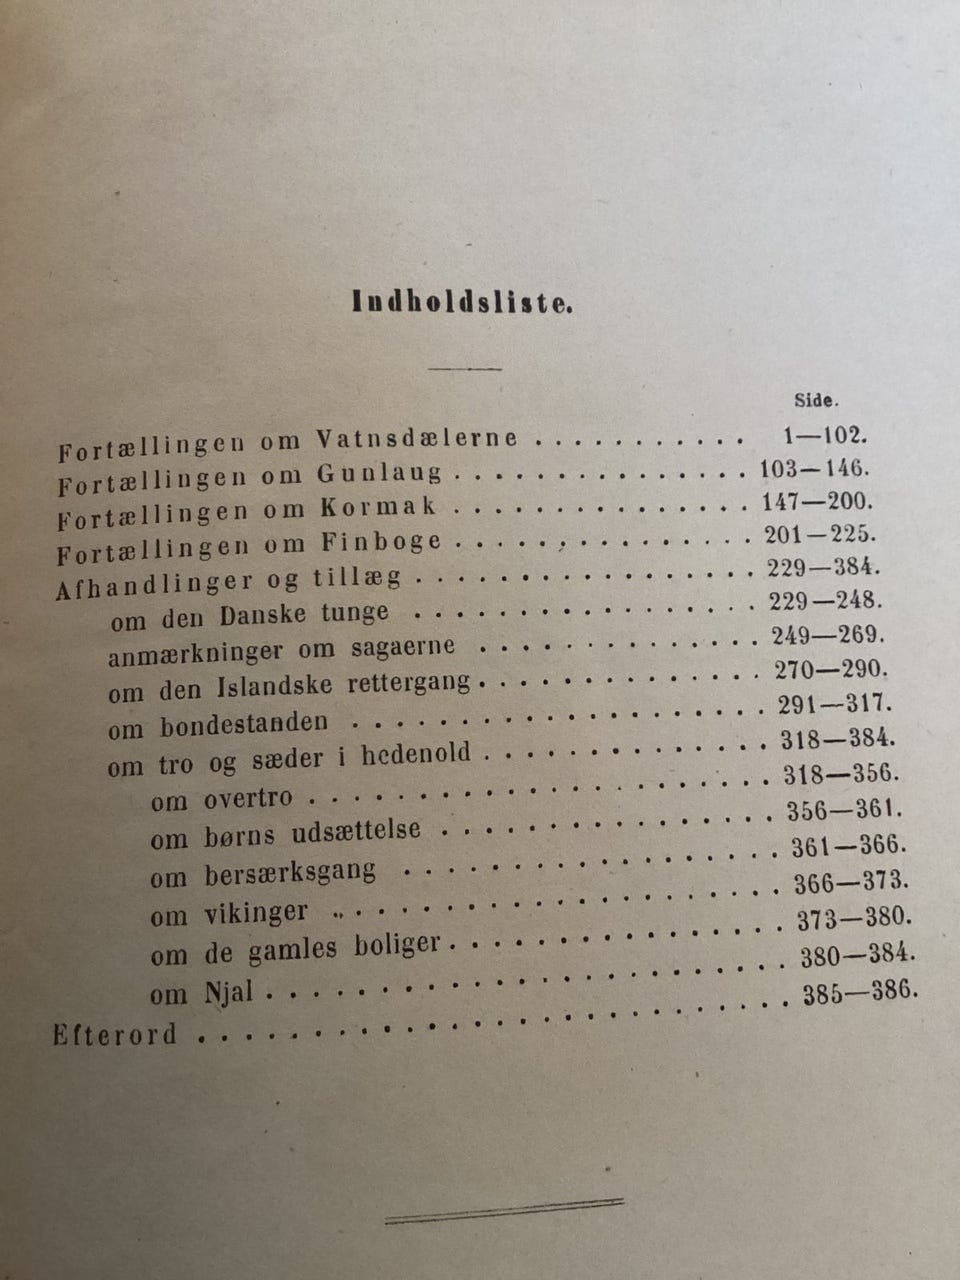 Indholdsliste.
Side.
Fortællingen om Vatnsdælerne . . . . . . . . . . . 1—102.
Fortællingen om Gunlaug . . . . . . . . . . . . . . 103—146.
Fortællingen om Kormak . . . . . . . . . . . . . . 147—200.
Fortællingen om Finboge . . . . . . . . . . . . . . 201—225.
Afhandlinger og tillæg . . . . . . . . . . . . . . . . 229—384.
om den Danske tunge . . . . . . . . . . . . . . . . 229—248.
anmærkninger om sagaerne . . . . . . . . . . . . . 249—269.
om den Islandske rettergang . . . . . . . . . . . . . 270—290.
om bondestanden . . . . . . . . . . . . . . . . . . . 291—317.
om tro og sæder i hedenold . . . . . . . . . . . . . 318—384.
om overtro . . . . . . . . . . . . . . . . . . . . . 318—356.
om børns udsættelse . . . . . . . . . . . . . . . . 356—361.
om bersærksgang . . . . . . . . . . . . . . . . . . 361—366.
om vikinger . . . . . . . . . . . . . . . . . . . . 366—373.
om de gamles boliger . . . . . . . . . . . . . . . . 373—380.
om Njal . . . . . . . . . . . . . . . . . . . . . . . 380—384.
Efterord . . . . . . . . . . . . . . . . . . . . . . . . . 385—386.